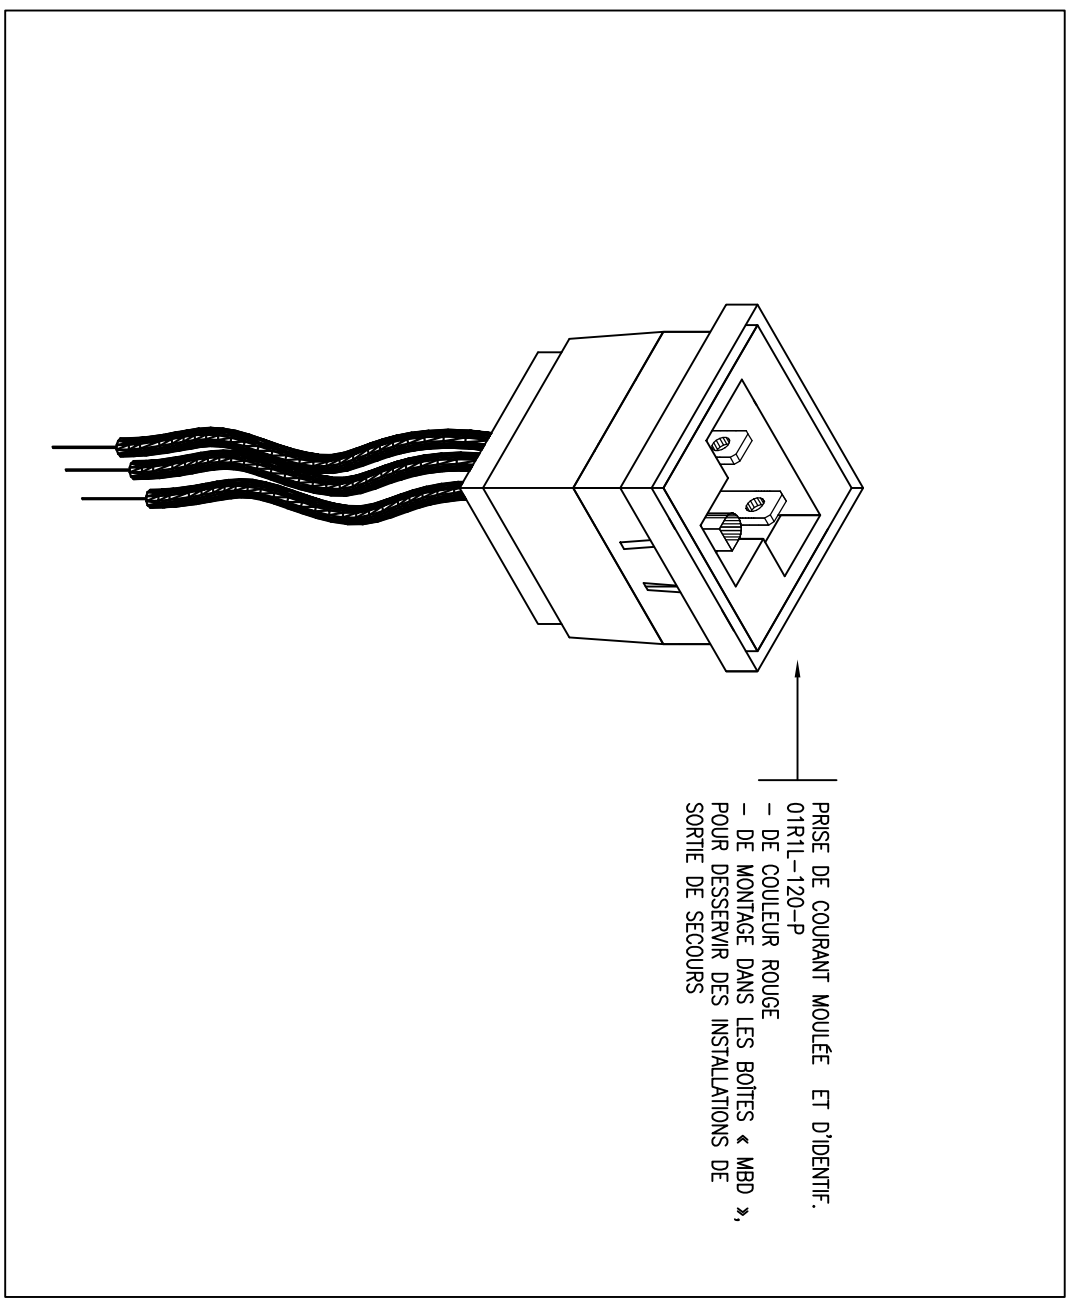 PRISE DE COURANT MOULÉE ET D'IDENTIF.
01R1L-120-P
- DE COULEUR ROUGE
- DE MONTAGE DANS LES BOÎTES « MBD »,
POUR DESSERVIR DES INSTALLATIONS DE
SORTIE DE SECOURS